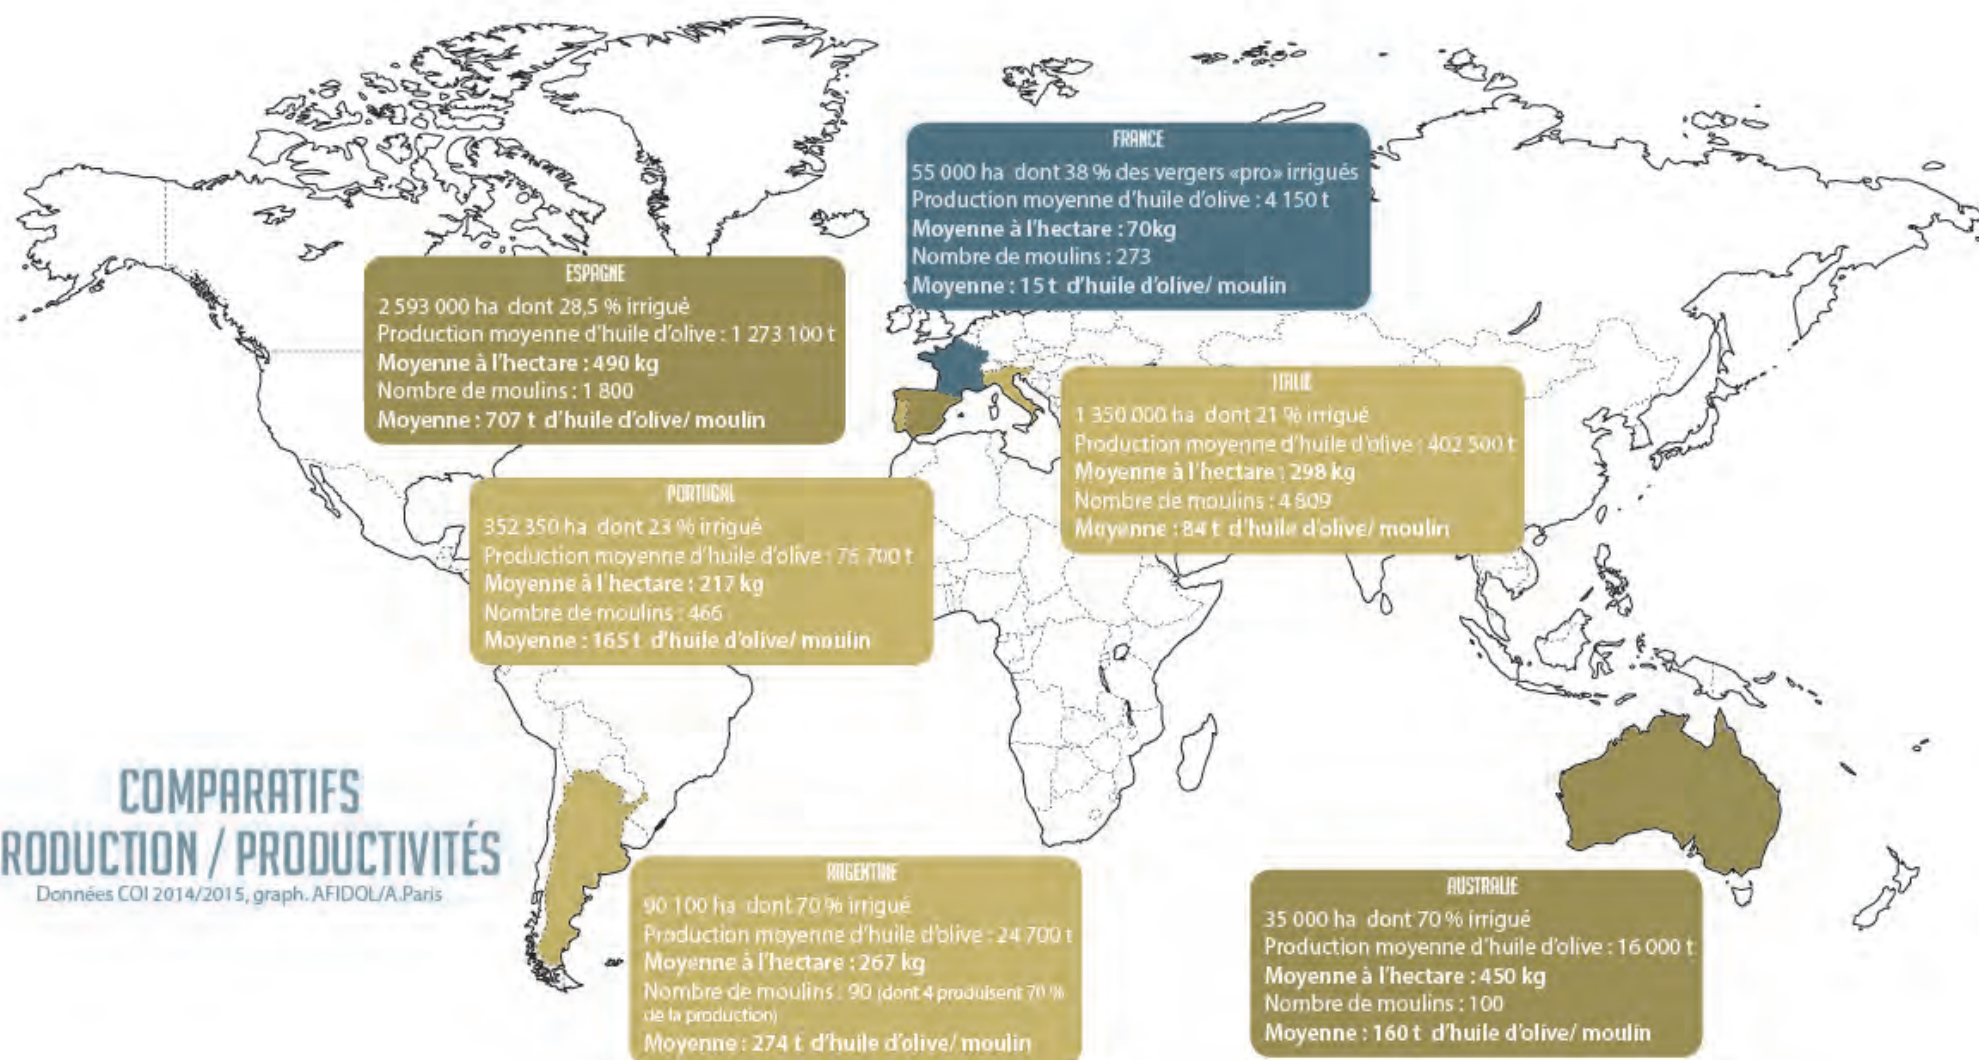 FRANCE
55 000 ha dont 38 % des vergers «pro» irrigués
Production moyenne d'huile d'olive : 4 150 t
Moyenne à l'hectare : 70kg
Nombre de moulins : 273
Moyenne : 15 t d'huile d'olive/ moulin
ESPAGNE
2 593 000 ha dont 28,5 % irrigué
Production moyenne d'huile d'olive : 1 273 100 t
Moyenne à l'hectare : 490 kg
Nombre de moulins : 1 800
Moyenne : 707 t d'huile d'olive/ moulin
ITALIE
1 350 000 ha dont 21 % irrigué
Production moyenne d'huile d'olive : 402 500 t
Moyenne à l'hectare : 298 kg
Nombre de moulins : 4 809
Moyenne : 84 t d'huile d'olive/ moulin
PORTUGAL
352 350 ha dont 23 % irrigué
Production moyenne d'huile d'olive : 76 700 t
Moyenne à l'hectare : 217 kg
Nombre de moulins : 466
Moyenne : 165 t d'huile d'olive/ moulin
COMPARATIFS
RODUCTION / PRODUCTIVITÉS
Données COI 2014/2015, graph. AFIDOL/A.Paris
ARGENTINE
90 100 ha dont 70 % irrigué
Production moyenne d'huile d'olive : 24 700 t
Moyenne à l'hectare : 267 kg
Nombre de moulins : 90 (dont 4 produisent 70 %
de la production)
Moyenne : 274 t d'huile d'olive/ moulin
AUSTRALIE
35 000 ha dont 70 % irrigué
Production moyenne d'huile d'olive : 16 000 t
Moyenne à l'hectare : 450 kg
Nombre de moulins : 100
Moyenne : 160 t d'huile d'olive/ moulin